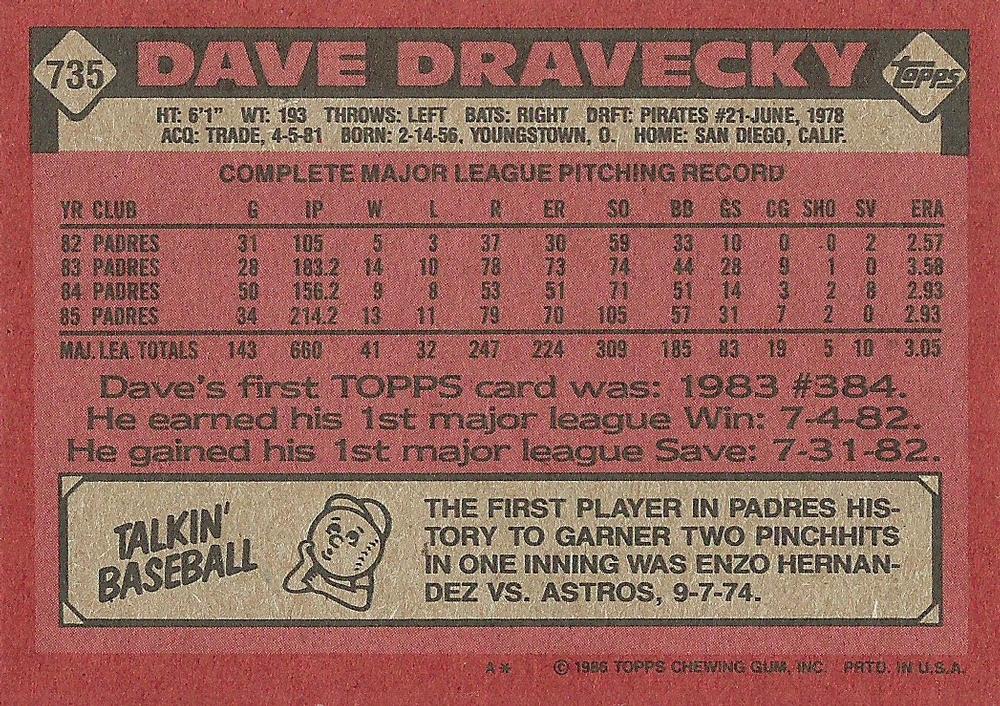 735 DAVE DRAVECKY Topps
HT: 6'1" WT: 193 THROWS: LEFT BATS: RIGHT DRFT: PIRATES #21-JUNE, 1978
ACQ: TRADE, 4-5-81 BORN: 2-14-56, YOUNGSTOWN, O. HOME: SAN DIEGO, CALIF.
COMPLETE MAJOR LEAGUE PITCHING RECORD
YR CLUB G IP W L R ER SO BB GS CG SHO SV ERA
82 PADRES 31 105 5 3 37 30 59 33 10 0 0 2 2.57
83 PADRES 28 183.2 14 10 78 73 74 44 28 9 1 0 3.58
84 PADRES 50 156.2 9 8 53 51 71 51 14 3 2 8 2.93
85 PADRES 34 214.2 13 11 79 70 105 57 31 7 2 0 2.93
MAJ. LEA. TOTALS 143 660 41 32 247 224 309 185 83 19 5 10 3.05
Dave's first TOPPS card was: 1983 #384.
He earned his 1st major league Win: 7-4-82.
He gained his 1st major league Save: 7-31-82.
TALKIN'
BASEBALL
THE FIRST PLAYER IN PADRES HIS-
TORY TO GARNER TWO PINCHHITS
IN ONE INNING WAS ENZO HERNAN-
DEZ VS. ASTROS, 9-7-74.
A* © 1986 TOPPS CHEWING GUM, INC. PRTD. IN U.S.A.